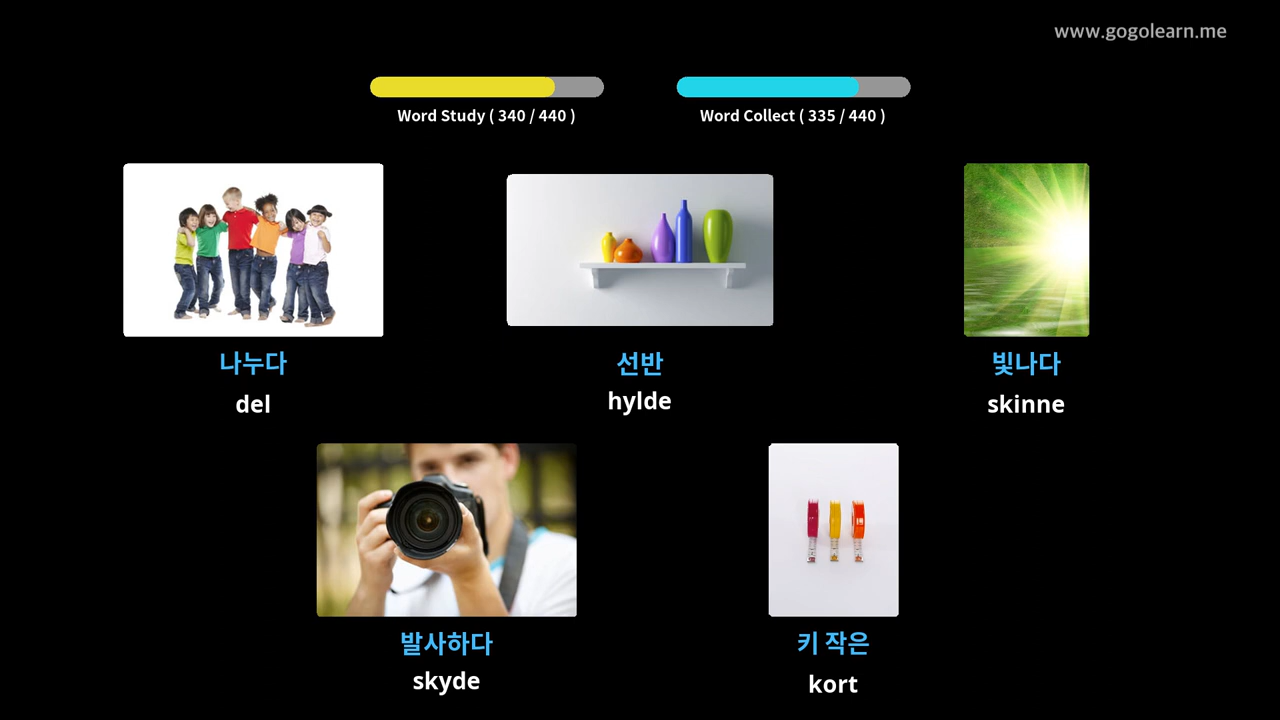 www.gogolearn.me
Word Study ( 340 / 440 )
Word Collect ( 335 / 440 )
나누다
del
선반
hylde
빛나다
skinne
발사하다
skyde
키 작은
kort